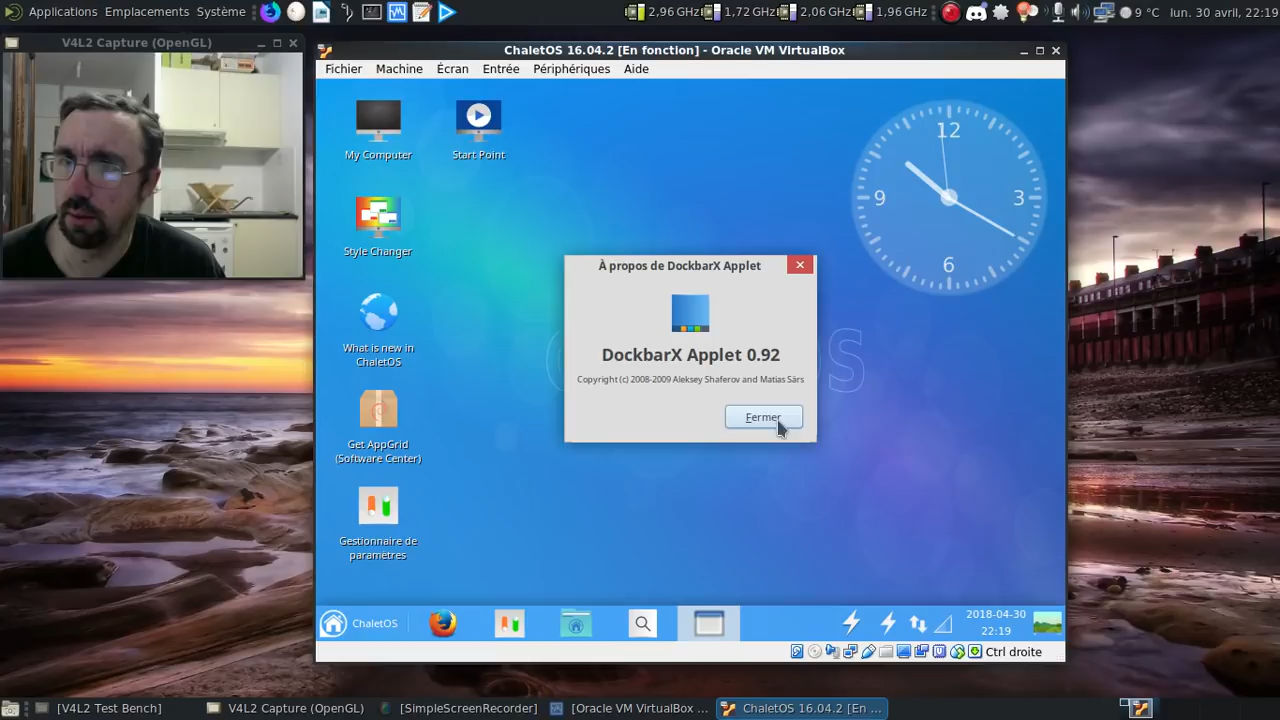 Applications Emplacements Système
2,96 GHz 1,72 GHz 2,06 GHz 1,96 GHz
9 °C lun. 30 avril, 22:19
V4L2 Capture (OpenGL)
ChaletOS 16.04.2 [En fonction] - Oracle VM VirtualBox
Fichier Machine Écran Entrée Périphériques Aide
My Computer
Start Point
12
3
6
9
Style Changer
What is new in
ChaletOS
Get AppGrid
(Software Center)
Gestionnaire de
paramètres
À propos de DockbarX Applet
DockbarX Applet 0.92
Copyright (c) 2008-2009 Aleksey Shaferov and Matias Särs
Fermer
S
ChaletOS
2018-04-30
22:19
Ctrl droite
[V4L2 Test Bench] V4L2 Capture (OpenGL) [SimpleScreenRecorder] [Oracle VM VirtualBox ... ChaletOS 16.04.2 [En ...